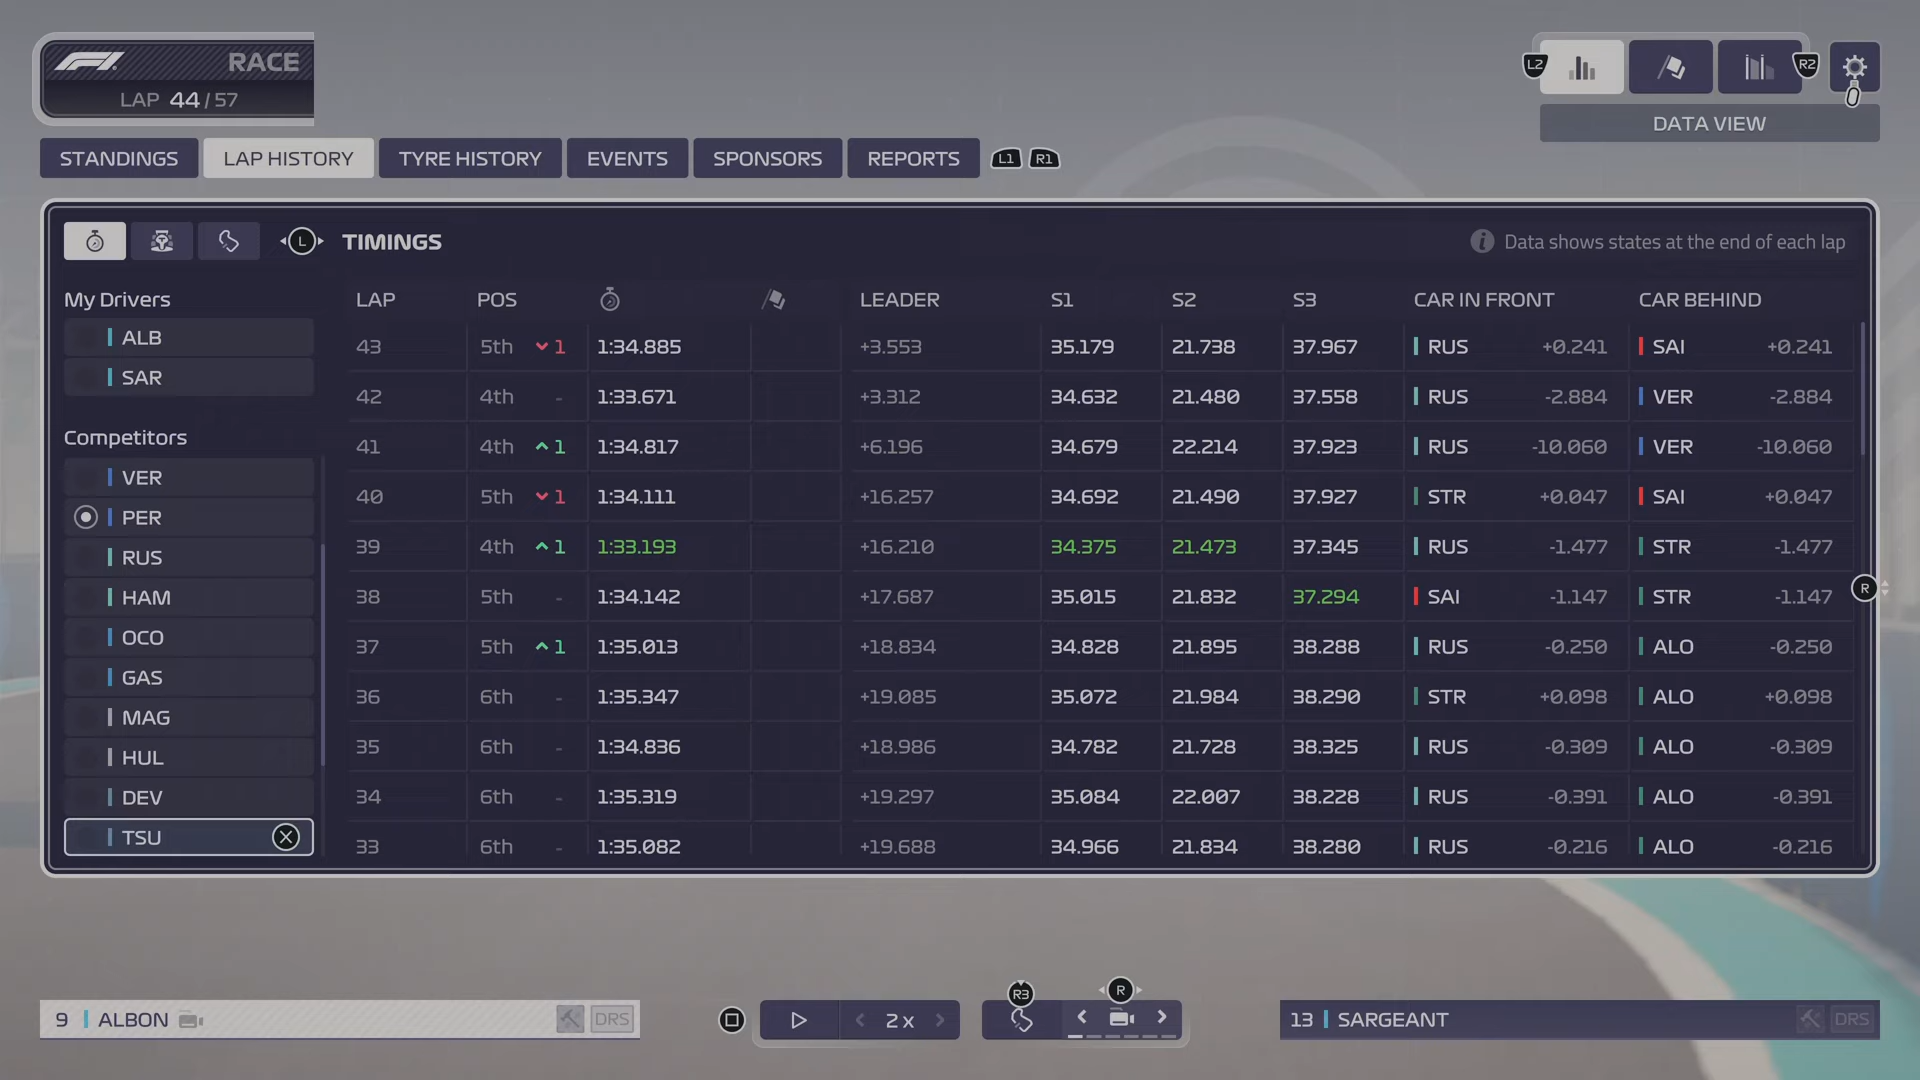 RACE
LAP 44 / 57
L2
R2
DATA VIEW
STANDINGS
LAP HISTORY
TYRE HISTORY
EVENTS
SPONSORS
REPORTS
L1
R1
L
TIMINGS
Data shows states at the end of each lap
My Drivers
ALB
SAR
Competitors
VER
PER
RUS
HAM
OCO
GAS
MAG
HUL
DEV
TSU
LAP POS LEADER S1 S2 S3 CAR IN FRONT CAR BEHIND
43 5th 1 1:34.885 +3.553 35.179 21.738 37.967 RUS +0.241 SAI +0.241
42 4th - 1:33.671 +3.312 34.632 21.480 37.558 RUS -2.884 VER -2.884
41 4th 1 1:34.817 +6.196 34.679 22.214 37.923 RUS -10.060 VER -10.060
40 5th 1 1:34.111 +16.257 34.692 21.490 37.927 STR +0.047 SAI +0.047
39 4th 1 1:33.193 +16.210 34.375 21.473 37.345 RUS -1.477 STR -1.477
38 5th - 1:34.142 +17.687 35.015 21.832 37.294 SAI -1.147 STR -1.147
37 5th 1 1:35.013 +18.834 34.828 21.895 38.288 RUS -0.250 ALO -0.250
36 6th - 1:35.347 +19.085 35.072 21.984 38.290 STR +0.098 ALO +0.098
35 6th - 1:34.836 +18.986 34.782 21.728 38.325 RUS -0.309 ALO -0.309
34 6th - 1:35.319 +19.297 35.084 22.007 38.228 RUS -0.391 ALO -0.391
33 6th - 1:35.082 +19.688 34.966 21.834 38.280 RUS -0.216 ALO -0.216
R
9 ALBON DRS
2x
R3
R
13 SARGEANT DRS